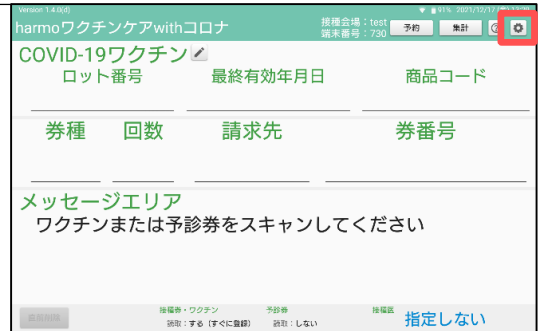 Version 1.4.0(d)
91% 2021/12/17
harmoワクチンケアwithコロナ
接種会場：test
端末番号：730
予約
集計
COVID-19ワクチン
ロット番号 最終有効年月日 商品コード
券種 回数 請求先 券番号
メッセージエリア
ワクチンまたは予診券をスキャンしてください
接種券・ワクチン 予診券 接種医
読取：する（すぐに登録） 読取：しない 指定しない